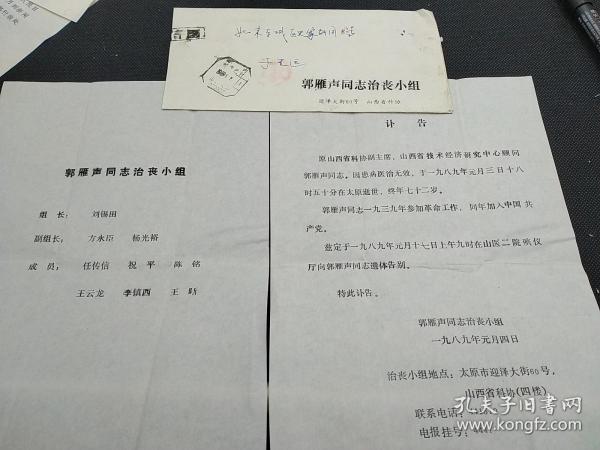 郭雁声同志治丧小组
迎泽大街60号 山西省科协
郭雁声同志治丧小组
组 长： 刘锡田
副组长： 方永臣 杨光裕
成 员： 任传信 祝 平 陈 铭
王云龙 李镇西 王
讣 告
原山西省科协副主席，山西省技术经济研究中心顾问
郭雁声同志。因患病医治无效，于一九八九年元月三日十八
时五十分在太原逝世，终年七十二岁。
郭雁声同志一九三九年参加革命工作，同年加入中国共
产党。
兹定于一九八九年元月十七日上午九时在山医二院殡仪
厅向郭雁声同志遗体告别。
特此讣告。
郭雁声同志治丧小组
一九八九年元月四日
治丧小组地点：太原市迎泽大街60号，
山西省科协(四楼)
联系电话：
电报挂号：
孔夫子旧书网